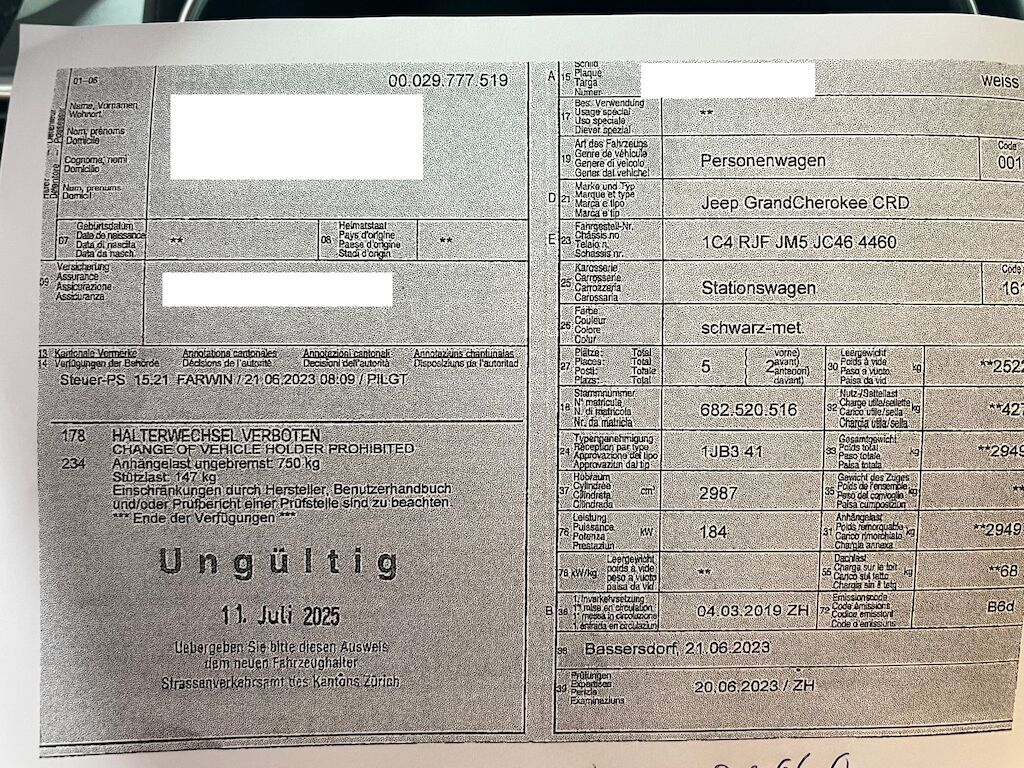 01-06
00.029.777.519
Name, Vornamen
Wohnort
Nom, prénoms
Domicile
Cognome, nomi
Domicilio
Num, prenums
Domicil
07 Geburtsdatum
Date de naissance
Data di nascita
Data da nasch.
**
08 Heimatstaat
Pays d'origine
Paese d'origine
Stadi d'origin
**
09 Versicherung
Assurance
Assicurazione
Assicuranza
13 Kantonale Vermerke Annotations cantonales Annotazioni cantonali Annotaziuns chantunalas
14 Verfügungen der Behörde Décisions de l'autorité Decisioni dell'autorità Disposiziuns da l'autoritad
Steuer-PS 15.21 FARWIN / 21.06.2023 08:09 / PILGT
178 HALTERWECHSEL VERBOTEN
CHANGE OF VEHICLE HOLDER PROHIBITED
234 Anhängelast ungebremst: 750 kg
Stützlast: 147 kg
Einschränkungen durch Hersteller, Benutzerhandbuch
und/oder Prüfbericht einer Prüfstelle sind zu beachten.
*** Ende der Verfügungen ***
Ungültig
11. Juli 2025
Uebergeben Sie bitte diesen Ausweis
dem neuen Fahrzeughalter
Strassenverkehrsamt des Kantons Zürich
A 15 Schild
Plaque
Targa
Numer
weiss
17 Bes. Verwendung
Usage spécial
Uso speciale
Diever spezial
**
19 Art des Fahrzeugs
Genre de véhicule
Genere di veicolo
Gener dal vehichel
Personenwagen
Code
001
D 21 Marke und Typ
Marque et type
Marca e tipo
Marca e tip
Jeep GrandCherokee CRD
E 23 Fahrgestell-Nr.
Châssis no
Telaio n.
Schassis nr.
1C4 RJF JM5 JC46 4460
25 Karosserie
Carrosserie
Carrozzeria
Carossaria
Stationswagen
Code
161
26 Farbe
Couleur
Colore
Colur
schwarz-met.
27 Plätze: Total
Places: Total
Posti: Totale
Plazs: Total
5 ( 2 vorne)
avant)
anteriori)
davant)
30 Leergewicht
Poids à vide
Peso a vuoto
Paisa da vid
kg
**2522
18 Stammnummer
N° matricule
N. di matricola
Nr. da matricla
682.520.516
32 Nutz-/Sattellast
Charge utile/sellette
Carico utile/sella
Chargia utila/sella
kg
**427
24 Typengenehmigung
Réception par type
Approvazione del tipo
Approvaziun dal tip
1JB3 41
33 Gesamtgewicht
Poids total
Peso totale
Paisa totala
kg
**2949
37 Hubraum
Cylindrée
Cilindrata
Cilindrada
cm³
2987
35 Gewicht des Zuges
Poids de l'ensemble
Peso del convoglio
Paisa cumposiziun
kg
**
76 Leistung
Puissance
Potenza
Prestaziun
kW
184
31 Anhängelast
Poids remorquable
Carico rimorchiato
Chargia annexa
kg
**2949
78 kW/kg Leergewicht
poids à vide
peso a vuoto
paisa da vid
**
55 Dachlast
Charge sur le toit
Carico sul tetto
Chargia sin il tetg
kg
**68
B 36 1. Inverkehrsetzung
1re mise en circulation
1a messa in circolazione
1. entrada en circulaziun
04.03.2019 ZH
72 Emissionscode
Code émissions
Codice emissioni
Code d'emissiuns
B6d
38 Bassersdorf, 21.06.2023
39 Prüfungen
Expertises
Perizie
Examinaziuns
20.06.2023 / ZH